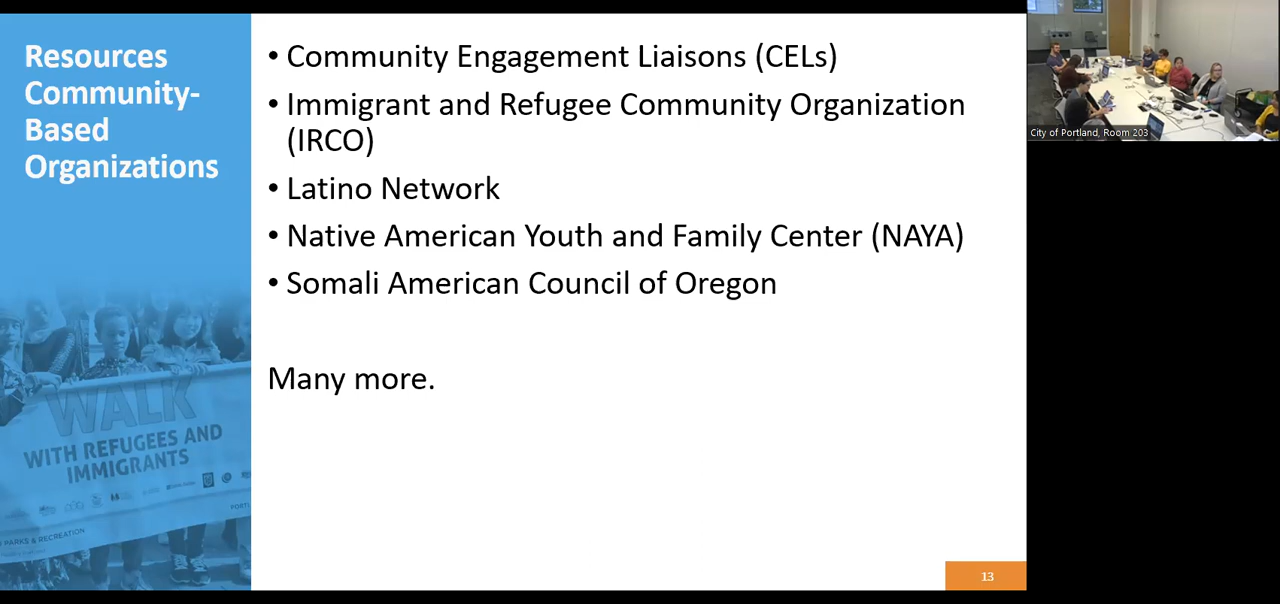 Resources
Community-
Based
Organizations
• Community Engagement Liaisons (CELs)
• Immigrant and Refugee Community Organization
(IRCO)
• Latino Network
• Native American Youth and Family Center (NAYA)
• Somali American Council of Oregon
Many more.
WALK
WITH REFUGEES AND
IMMIGRANTS
PARKS & RECREATION
13
City of Portland, Room 203